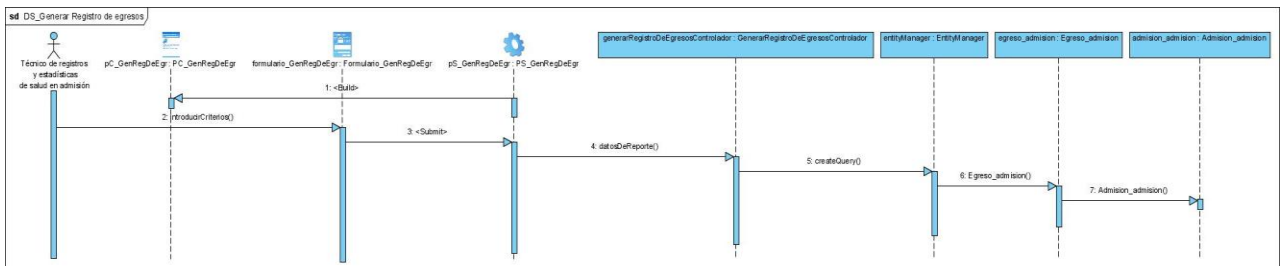 sd DS_Generar Registro de egresos
Técnico de registros
y estadísticas
de salud en admisión
pC_GenRegDeEgr : PC_GenRegDeEgr
formulario_GenRegDeEgr : Formulario_GenRegDeEgr
pS_GenRegDeEgr : PS_GenRegDeEgr
generarRegistroDeEgresosControlador : GenerarRegistroDeEgresosControlador
entityManager : EntityManager
egreso_admision : Egreso_admision
admision_admision : Admision_admision
1: <Build>
2: introducirCriterios()
3: <Submit>
4: datosDeReporte()
5: createQuery()
6: Egreso_admision()
7: Admision_admision()